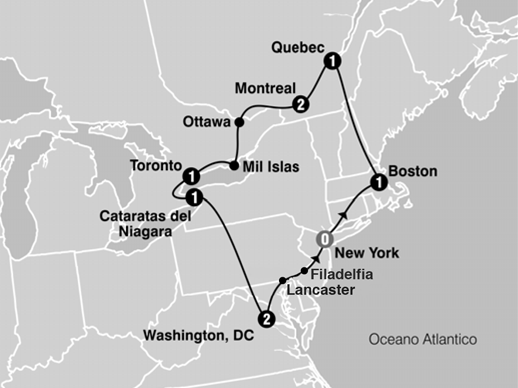 Quebec
1
Montreal
2
Ottawa
Toronto
1
Mil Islas
1
Boston
1
Cataratas del
Niagara
0
New York
Filadelfia
Lancaster
2
Washington, DC
Oceano Atlantico